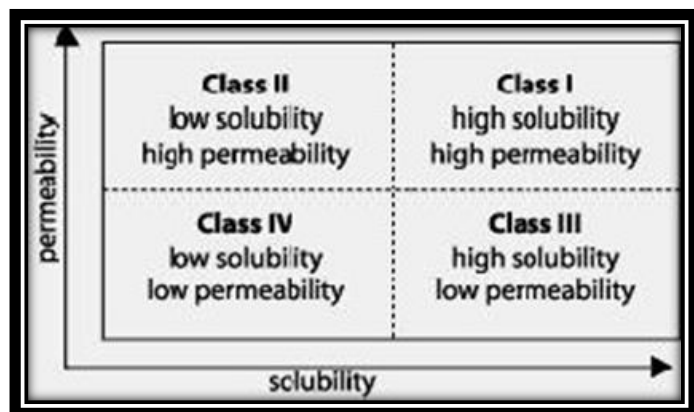 permeability
Class II
low solubility
high permeability
Class I
high solubility
high permeability
Class IV
low solubility
low permeability
Class III
high solubility
low permeability
solubility